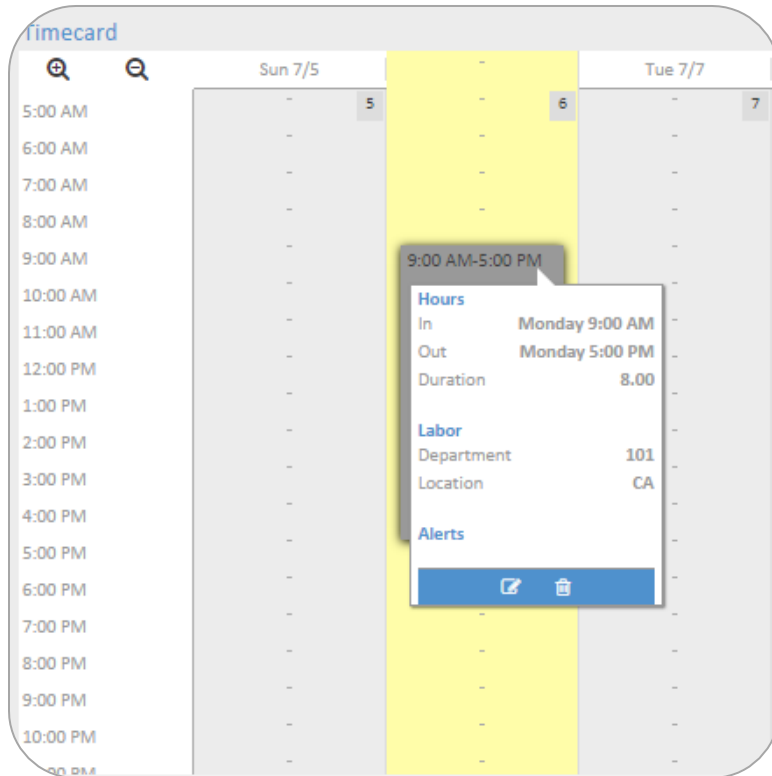 Timecard
Sun 7/5 - Tue 7/7
5 6 7
5:00 AM
6:00 AM
7:00 AM
8:00 AM
9:00 AM
9:00 AM-5:00 PM
10:00 AM
11:00 AM
12:00 PM
1:00 PM
2:00 PM
3:00 PM
4:00 PM
5:00 PM
6:00 PM
7:00 PM
8:00 PM
9:00 PM
10:00 PM
Hours
In Monday 9:00 AM
Out Monday 5:00 PM
Duration 8.00
Labor
Department 101
Location CA
Alerts